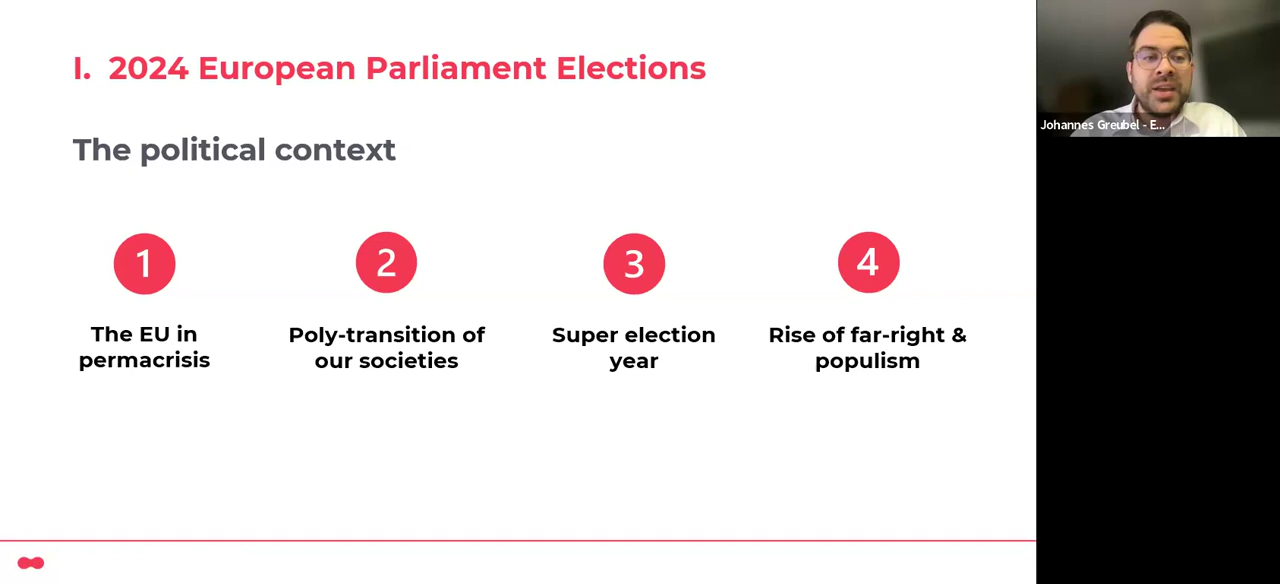 I. 2024 European Parliament Elections
The political context
1
2
3
4
The EU in
permacrisis
Poly-transition of
our societies
Super election
year
Rise of far-right &
populism
Johannes Greubel - E...